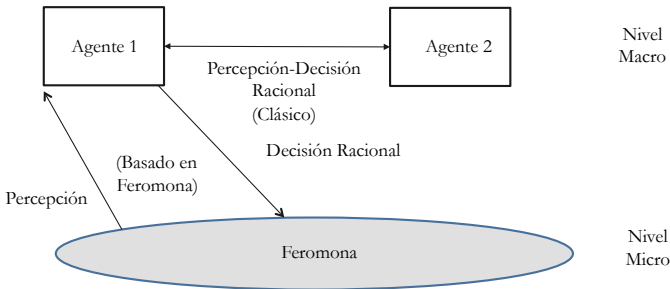 Agente 1
Agente 2
Nivel
Macro
Percepción-Decisión
Racional
(Clásico)
Decisión Racional
(Basado en
Feromona)
Percepción
Feromona
Nivel
Micro